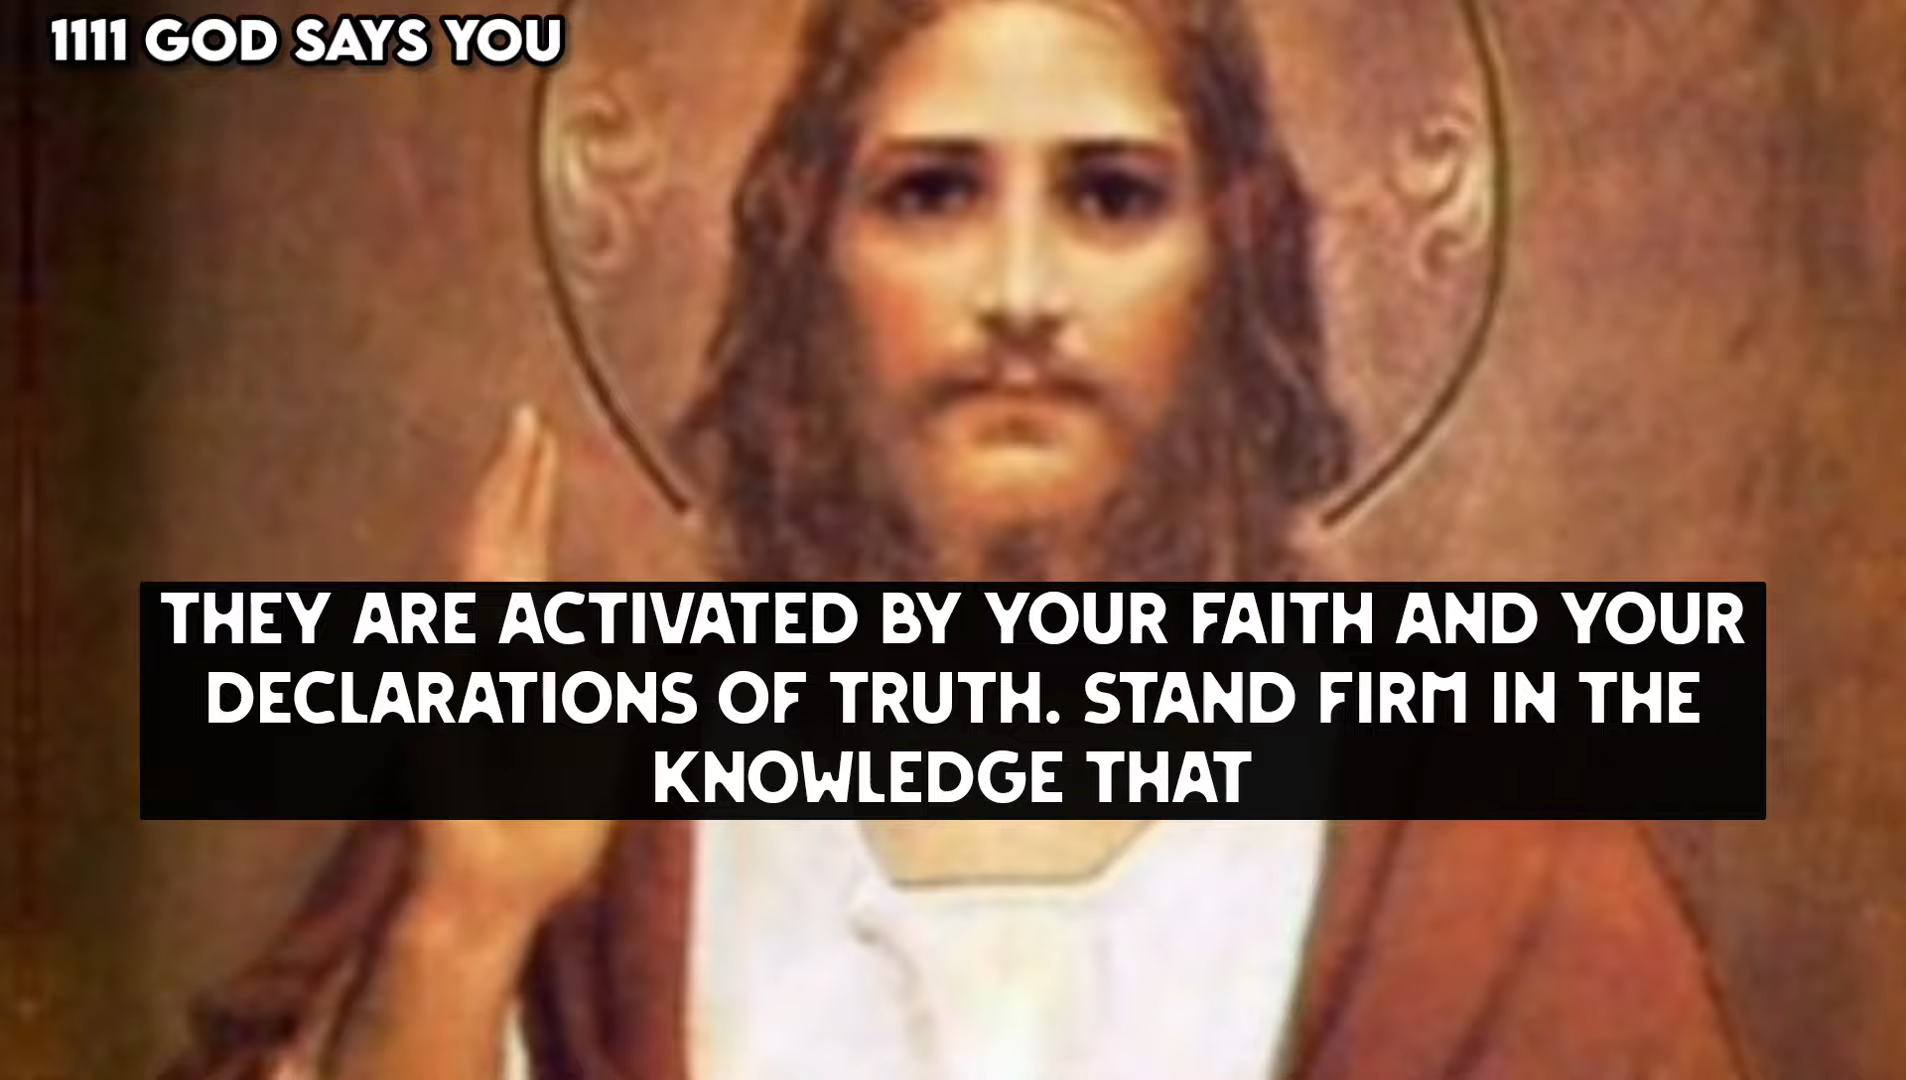 1111 GOD SAYS YOU
THEY ARE ACTIVATED BY YOUR FAITH AND YOUR
DECLARATIONS OF TRUTH. STAND FIRM IN THE
KNOWLEDGE THAT